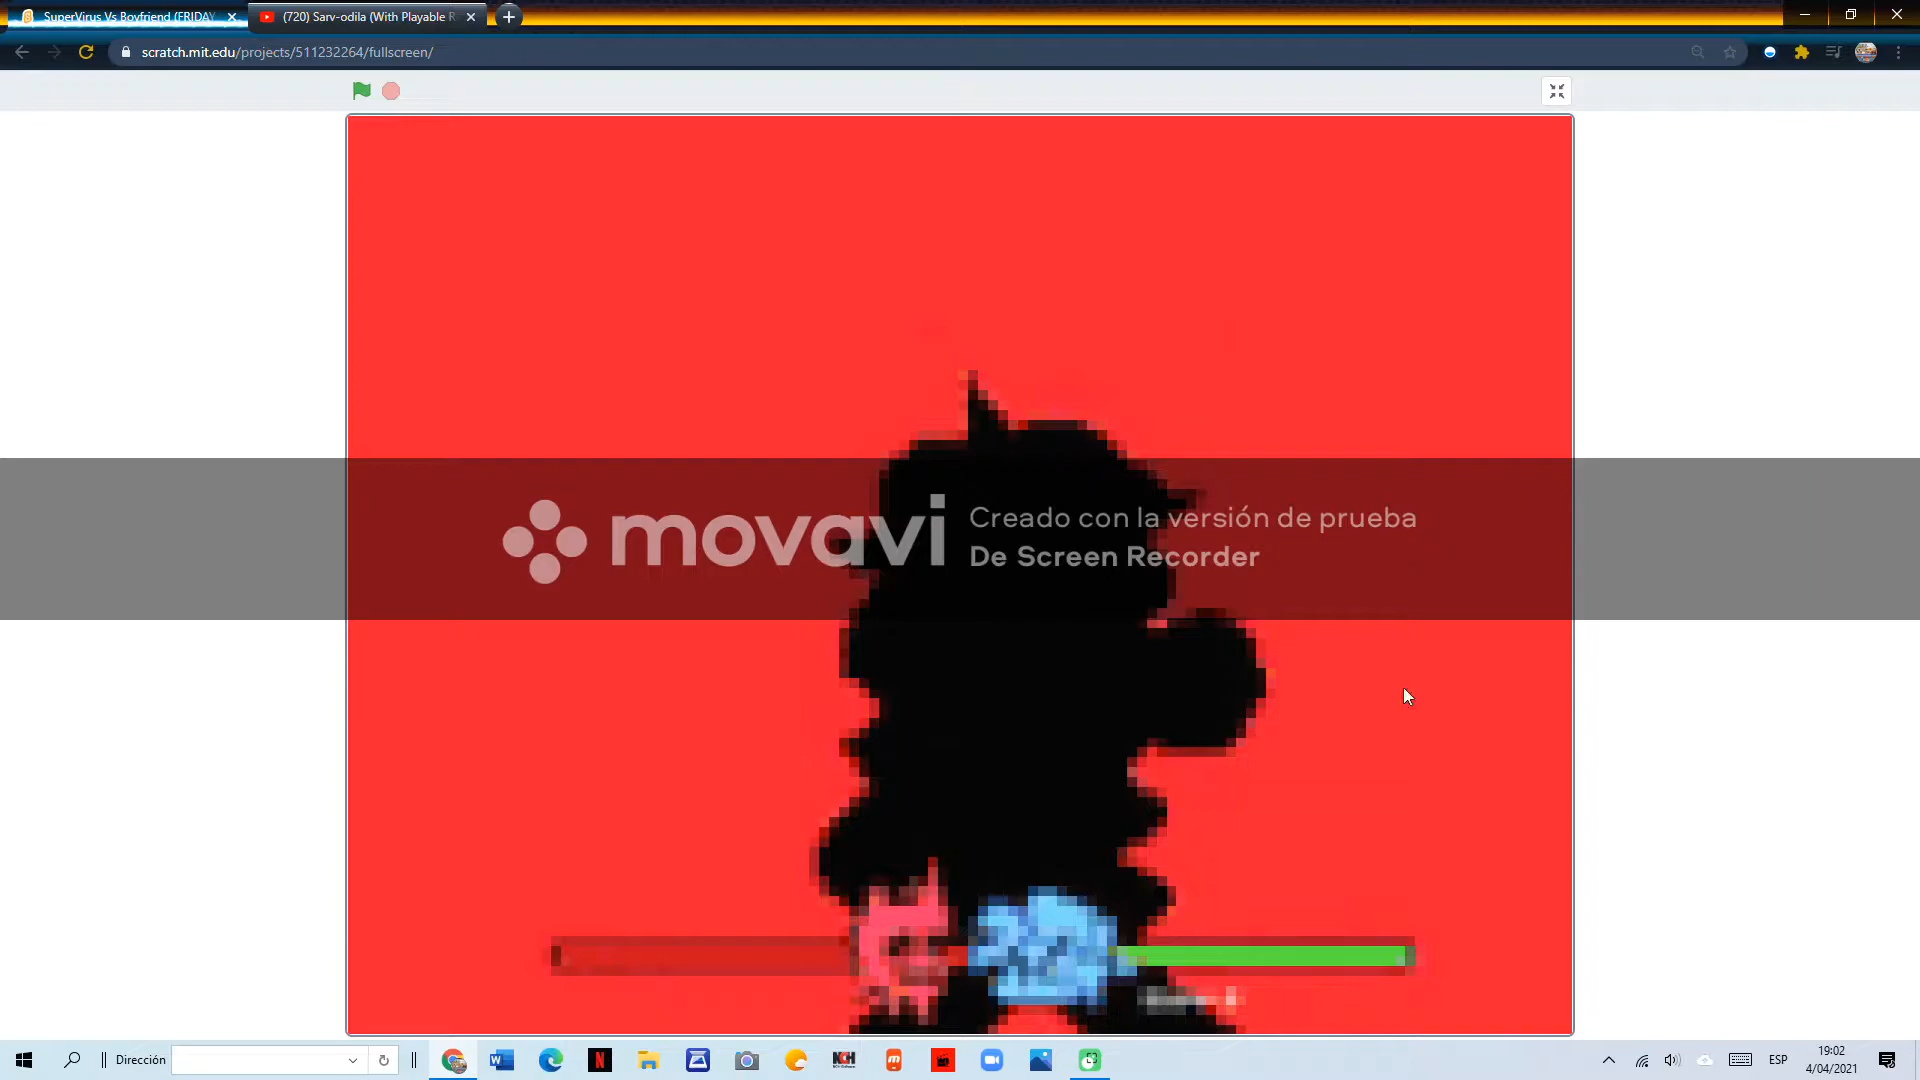 SuperVirus Vs Boyfriend (FRIDAY
(720) Sarv-odila (With Playable R
scratch.mit.edu/projects/511232264/fullscreen/
movavi
Creado con la versión de prueba
De Screen Recorder
Dirección
NCH
ESP
19:02
4/04/2021